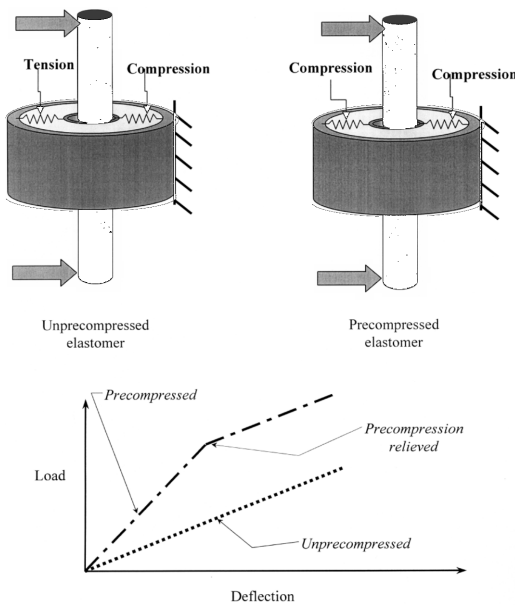 Tension
Compression
Compression
Compression
Unprecompressed
elastomer
Precompressed
elastomer
Precompressed
Precompression
relieved
Load
Unprecompressed
Deflection